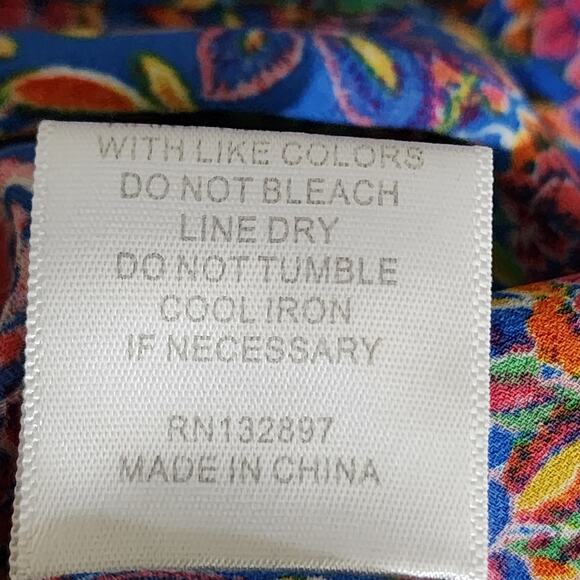 WITH LIKE COLORS
DO NOT BLEACH
LINE DRY
DO NOT TUMBLE
COOL IRON
IF NECESSARY
RN132897
MADE IN CHINA